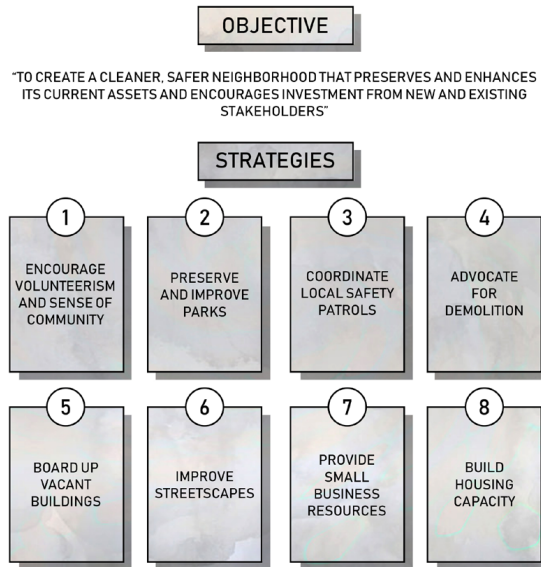 OBJECTIVE
“TO CREATE A CLEANER, SAFER NEIGHBORHOOD THAT PRESERVES AND ENHANCES
ITS CURRENT ASSETS AND ENCOURAGES INVESTMENT FROM NEW AND EXISTING
STAKEHOLDERS”
STRATEGIES
1
ENCOURAGE
VOLUNTEERISM
AND SENSE OF
COMMUNITY
2
PRESERVE
AND IMPROVE
PARKS
3
COORDINATE
LOCAL SAFETY
PATROLS
4
ADVOCATE
FOR
DEMOLITION
5
BOARD UP
VACANT
BUILDINGS
6
IMPROVE
STREETSCAPES
7
PROVIDE
SMALL
BUSINESS
RESOURCES
8
BUILD
HOUSING
CAPACITY